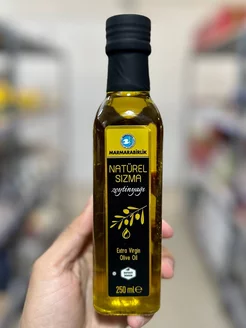 MARMARABİRLİK
NATÜREL
SIZMA
zeytinyağı
Extra Virgin
Olive Oil
250 ml ℮